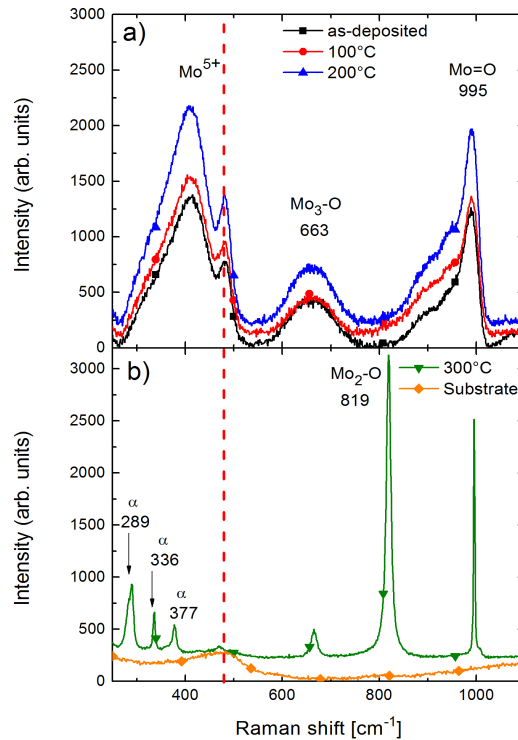 a)
as-deposited
100°C
200°C
Mo5+
Mo=O
995
Mo3-O
663
Intensity (arb. units)
3000
2500
2000
1500
1000
500
0
b)
Mo2-O
819
300°C
Substrate
α
289
α
336
α
377
Intensity (arb. units)
3000
2500
2000
1500
1000
500
0
400
600
800
1000
Raman shift [cm-1]